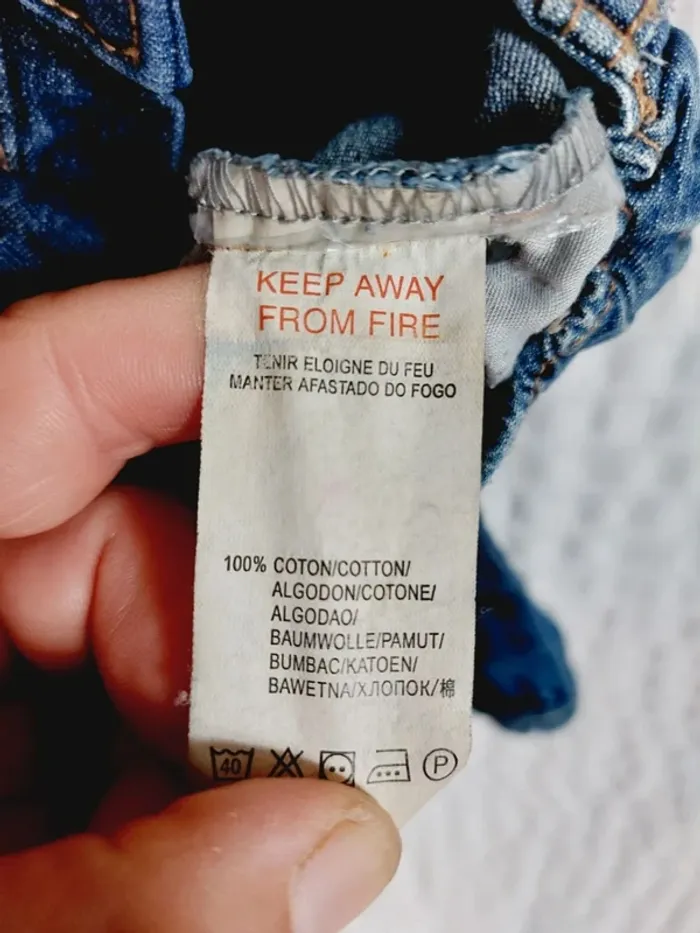 KEEP AWAY
FROM FIRE
TENIR ELOIGNE DU FEU
MANTER AFASTADO DO FOGO
100% COTON/COTTON/
ALGODON/COTONE/
ALGODAO/
BAUMWOLLE/PAMUT/
BUMBAC/KATOEN/
BAWETNA/ХЛОПОК/棉
40 P